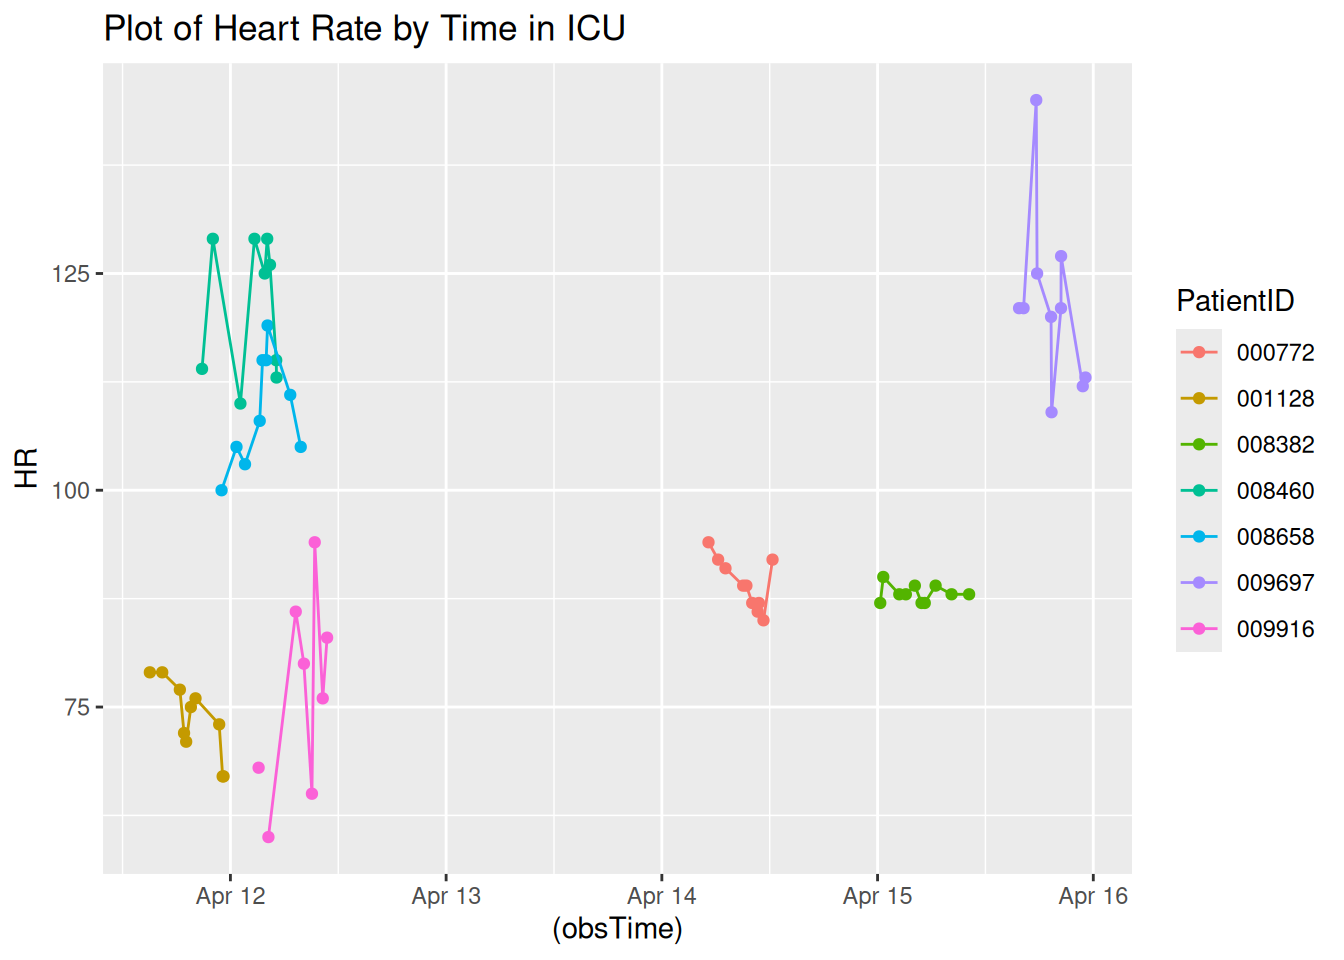 Plot of Heart Rate by Time in ICU
HR
125
100
75
Apr 12
Apr 13
Apr 14
Apr 15
Apr 16
(obsTime)
PatientID
000772
001128
008382
008460
008658
009697
009916